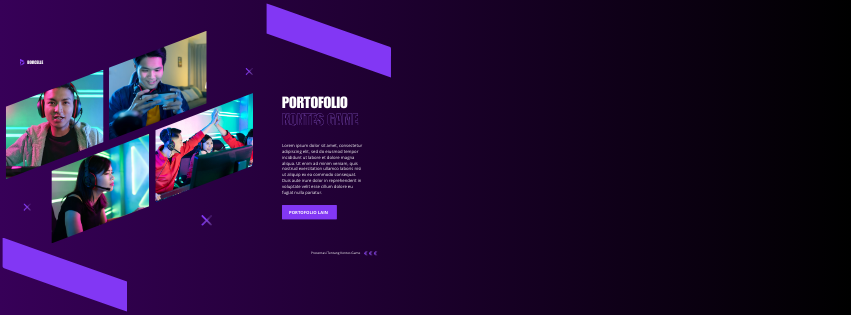 BORCELLE
PORTOFOLIO
KONTES GAME
Lorem ipsum dolor sit amet, consectetur
adipiscing elit, sed do eiusmod tempor
incididunt ut labore et dolore magna
aliqua. Ut enim ad minim veniam, quis
nostrud exercitation ullamco laboris nisi
ut aliquip ex ea commodo consequat.
Duis aute irure dolor in reprehenderit in
voluptate velit esse cillum dolore eu
fugiat nulla pariatur.
PORTOFOLIO LAIN
Presentasi Tentang Kontes Game